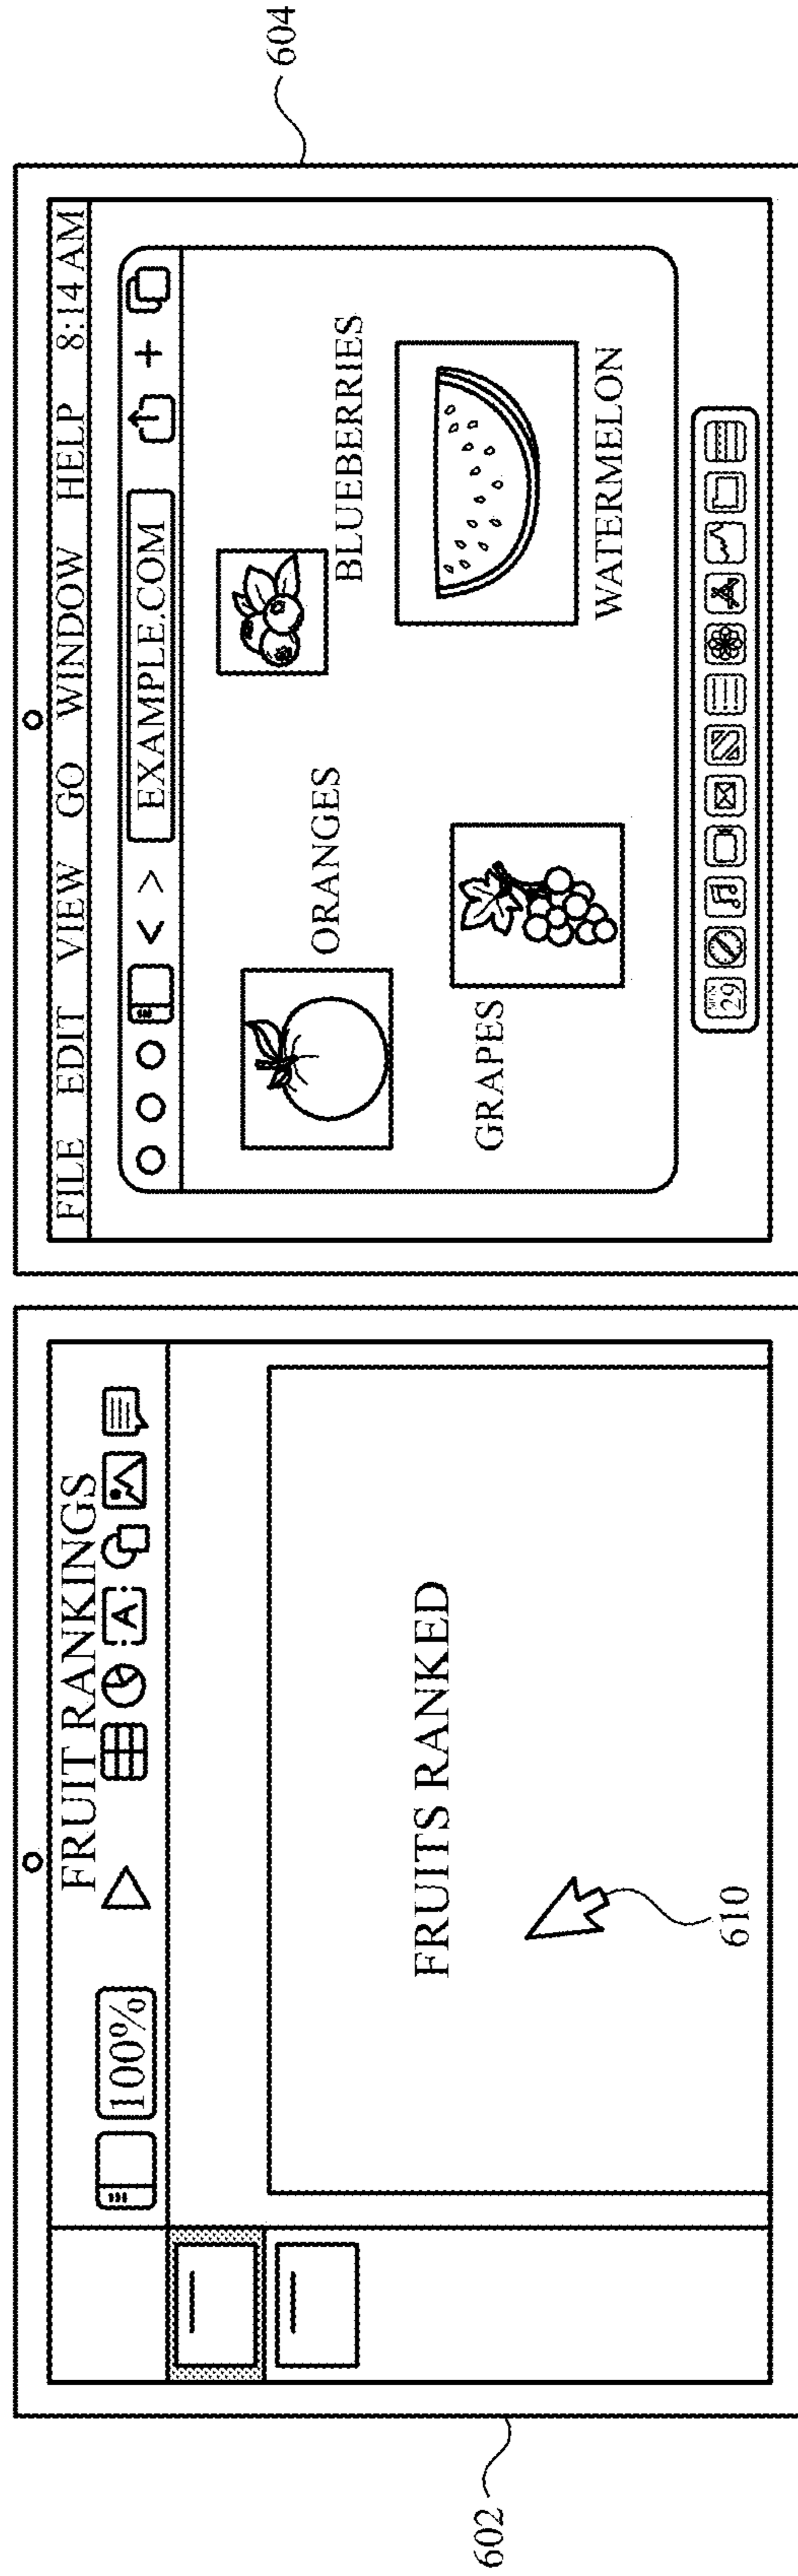 602
FRUIT RANKINGS
100%
A
FRUITS RANKED
610
604
FILE EDIT VIEW GO WINDOW HELP 8:14 AM
< > EXAMPLE.COM +
ORANGES
BLUEBERRIES
GRAPES
WATERMELON
MON
29